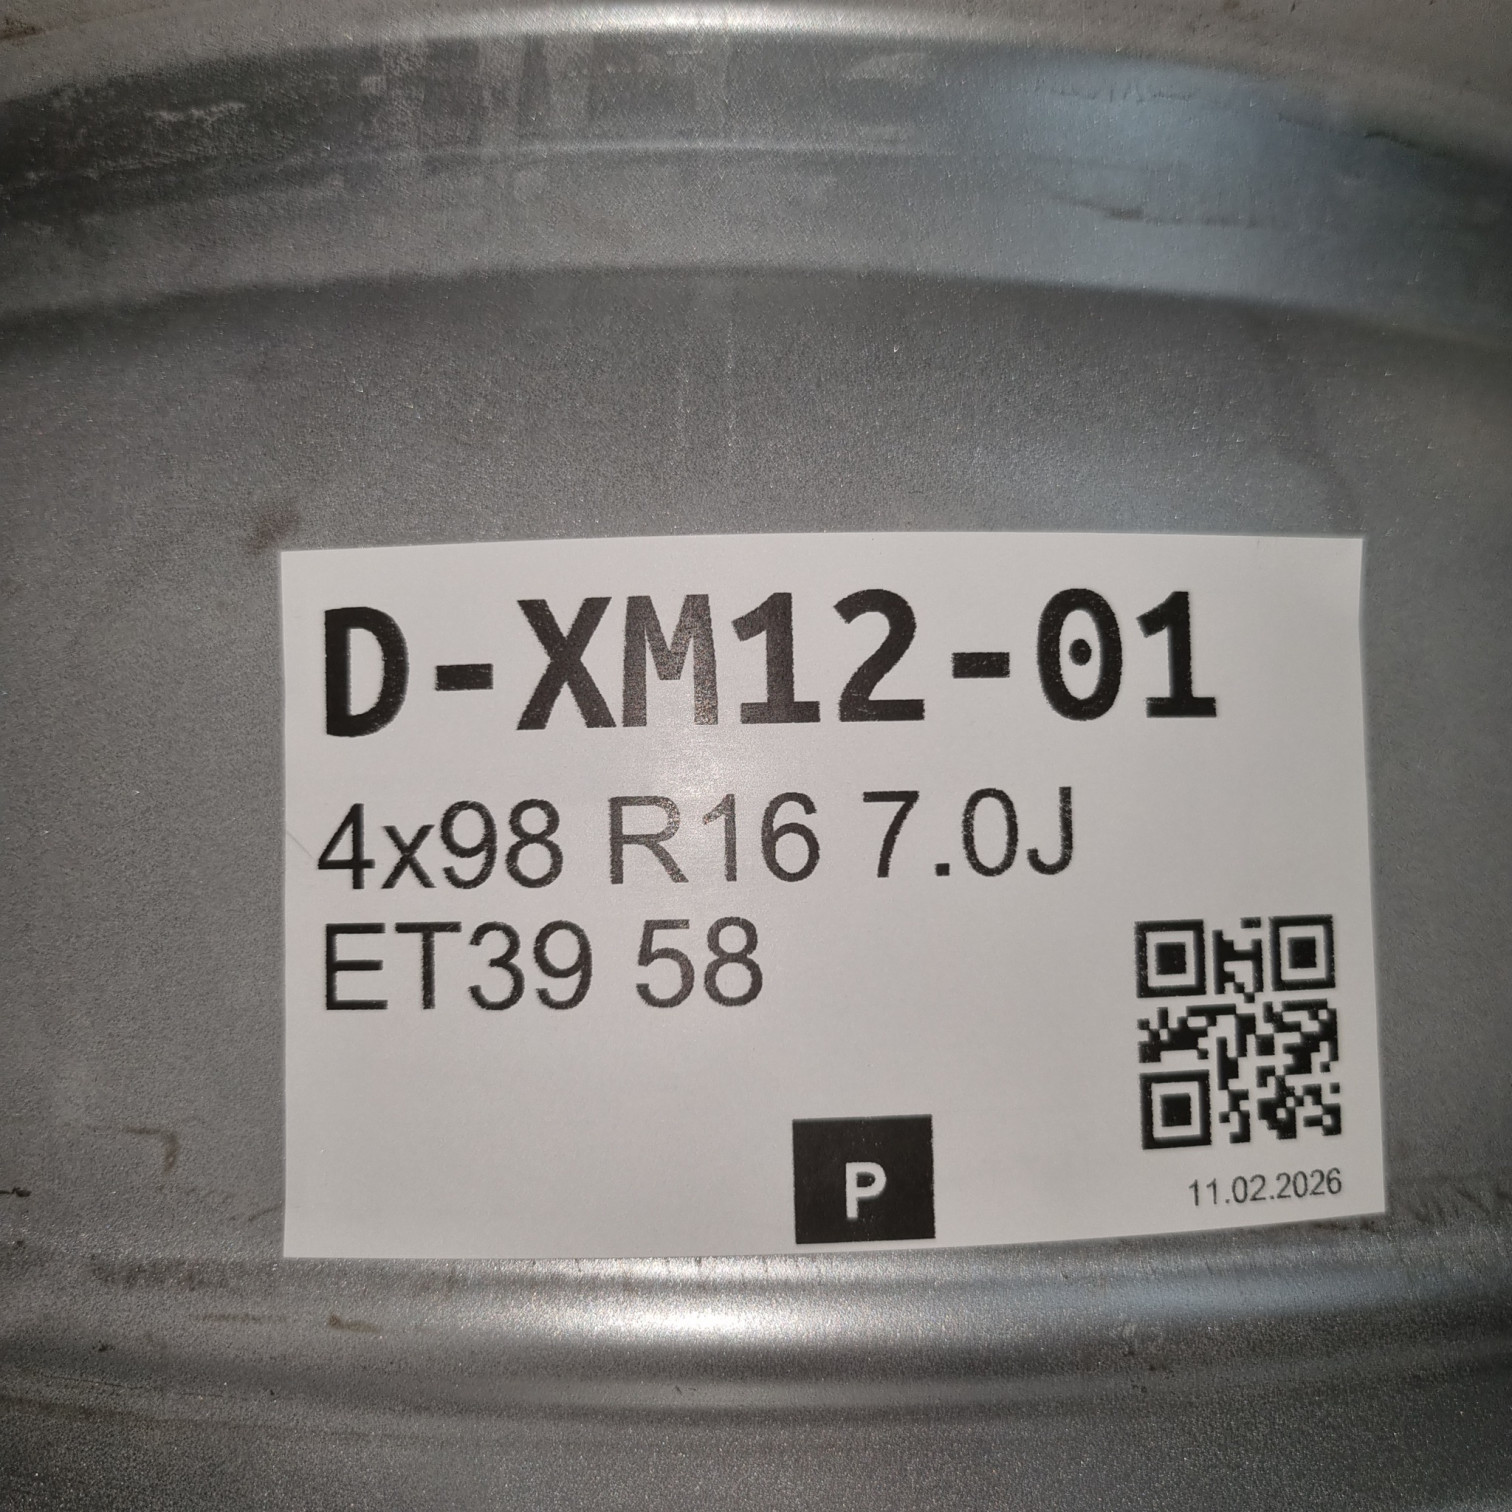 D-XM12-01
4x98 R16 7.0J
ET39 58
P
11.02.2026